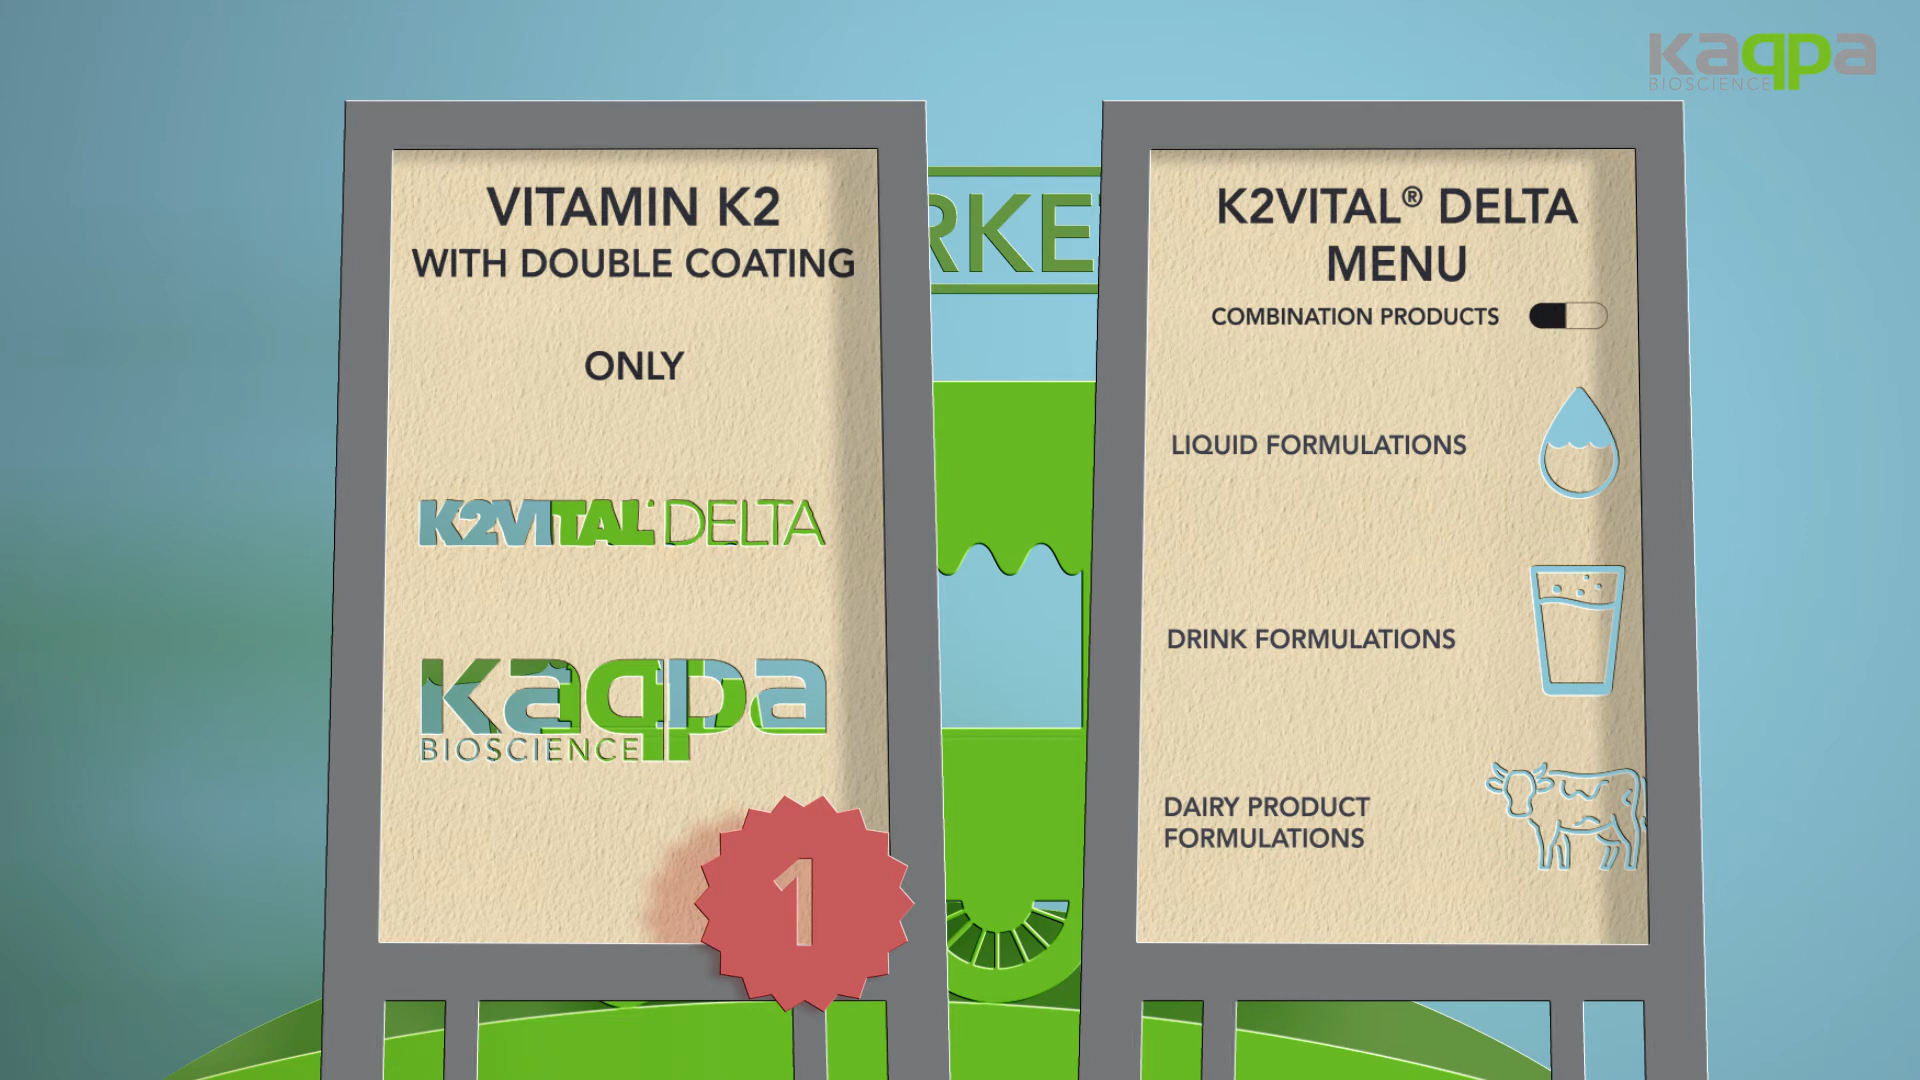 kaqpa
BIOSCIENCE
VITAMIN K2
WITH DOUBLE COATING
ONLY
K2VITAL® DELTA
kaqpa
BIOSCIENCE
1
RKE
K2VITAL® DELTA
MENU
COMBINATION PRODUCTS
LIQUID FORMULATIONS
DRINK FORMULATIONS
DAIRY PRODUCT
FORMULATIONS